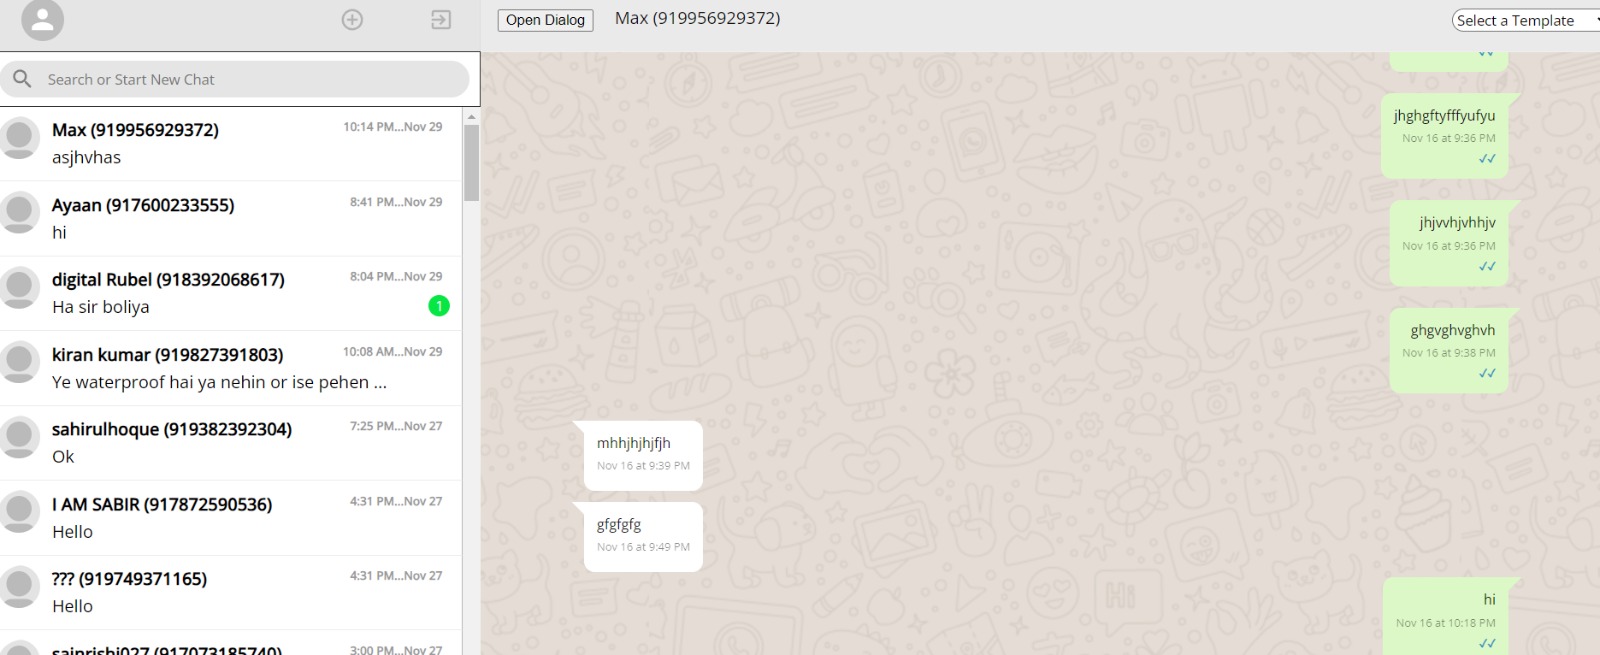 Open Dialog
Max (919956929372)
Select a Template
Search or Start New Chat
Max (919956929372)
10:14 PM...Nov 29
asjhvhas
Ayaan (917600233555)
8:41 PM...Nov 29
hi
digital Rubel (918392068617)
8:04 PM...Nov 29
Ha sir boliya
1
kiran kumar (919827391803)
10:08 AM...Nov 29
Ye waterproof hai ya nehin or ise pehen ...
sahirulhoque (919382392304)
7:25 PM...Nov 27
Ok
I AM SABIR (917872590536)
4:31 PM...Nov 27
Hello
??? (919749371165)
4:31 PM...Nov 27
Hello
sainrishi027 (917073185740)
3:00 PM...Nov 27
jhghgftyfffyufyu
Nov 16 at 9:36 PM
jhjvvhjvhhjv
Nov 16 at 9:36 PM
ghgvghvghvh
Nov 16 at 9:38 PM
mhhjhjhjfjh
Nov 16 at 9:39 PM
gfgfgfg
Nov 16 at 9:49 PM
hi
Nov 16 at 10:18 PM